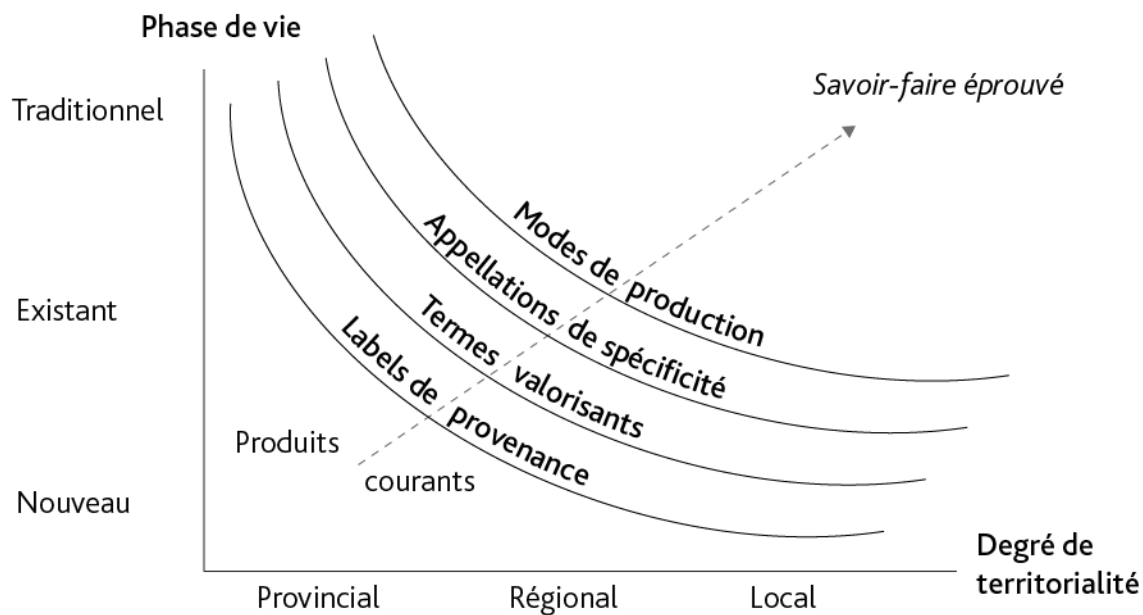 Phase de vie
Traditionnel
Savoir-faire éprouvé
Modes de production
Appellations de spécificité
Existant
Termes valorisants
Labels de provenance
Produits
courants
Nouveau
Degré de
territorialité
Provincial
Régional
Local